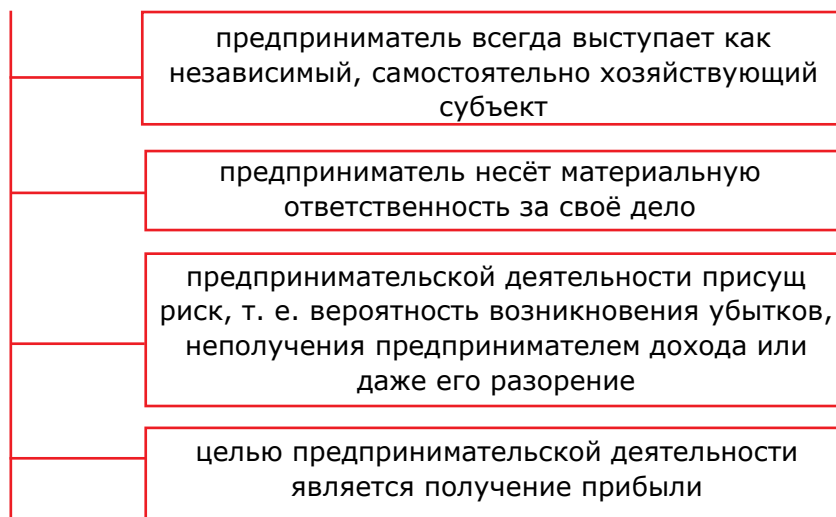 предприниматель всегда выступает как
независимый, самостоятельно хозяйствующий
субъект
предприниматель несёт материальную
ответственность за своё дело
предпринимательской деятельности присущ
риск, т. е. вероятность возникновения убытков,
неполучения предпринимателем дохода или
даже его разорение
целью предпринимательской деятельности
является получение прибыли